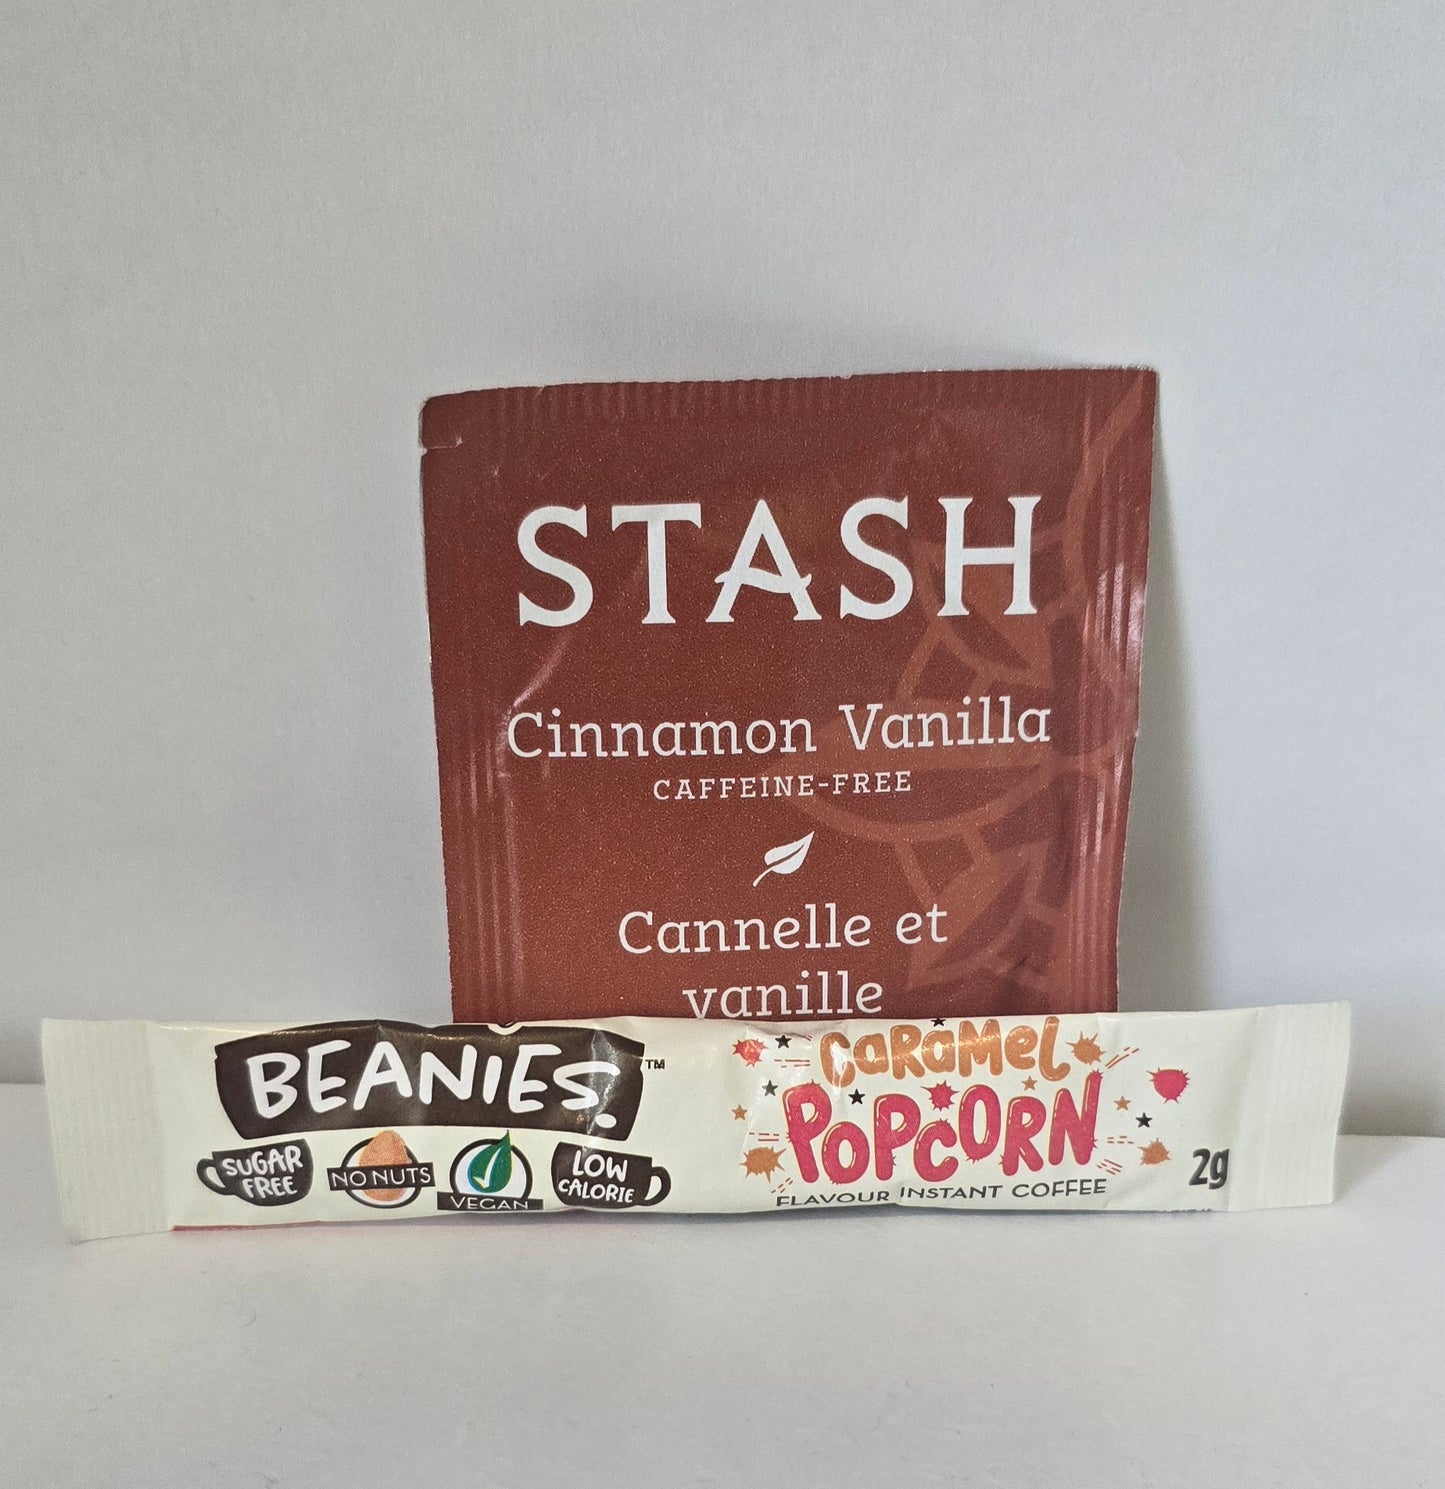 STASH
Cinnamon Vanilla
CAFFEINE-FREE
Cannelle et
vanille
BEANIES.™
SUGAR
FREE
NO NUTS
VEGAN
LOW
CALORIE
CARAMEL
POPCORN
FLAVOUR INSTANT COFFEE
2g